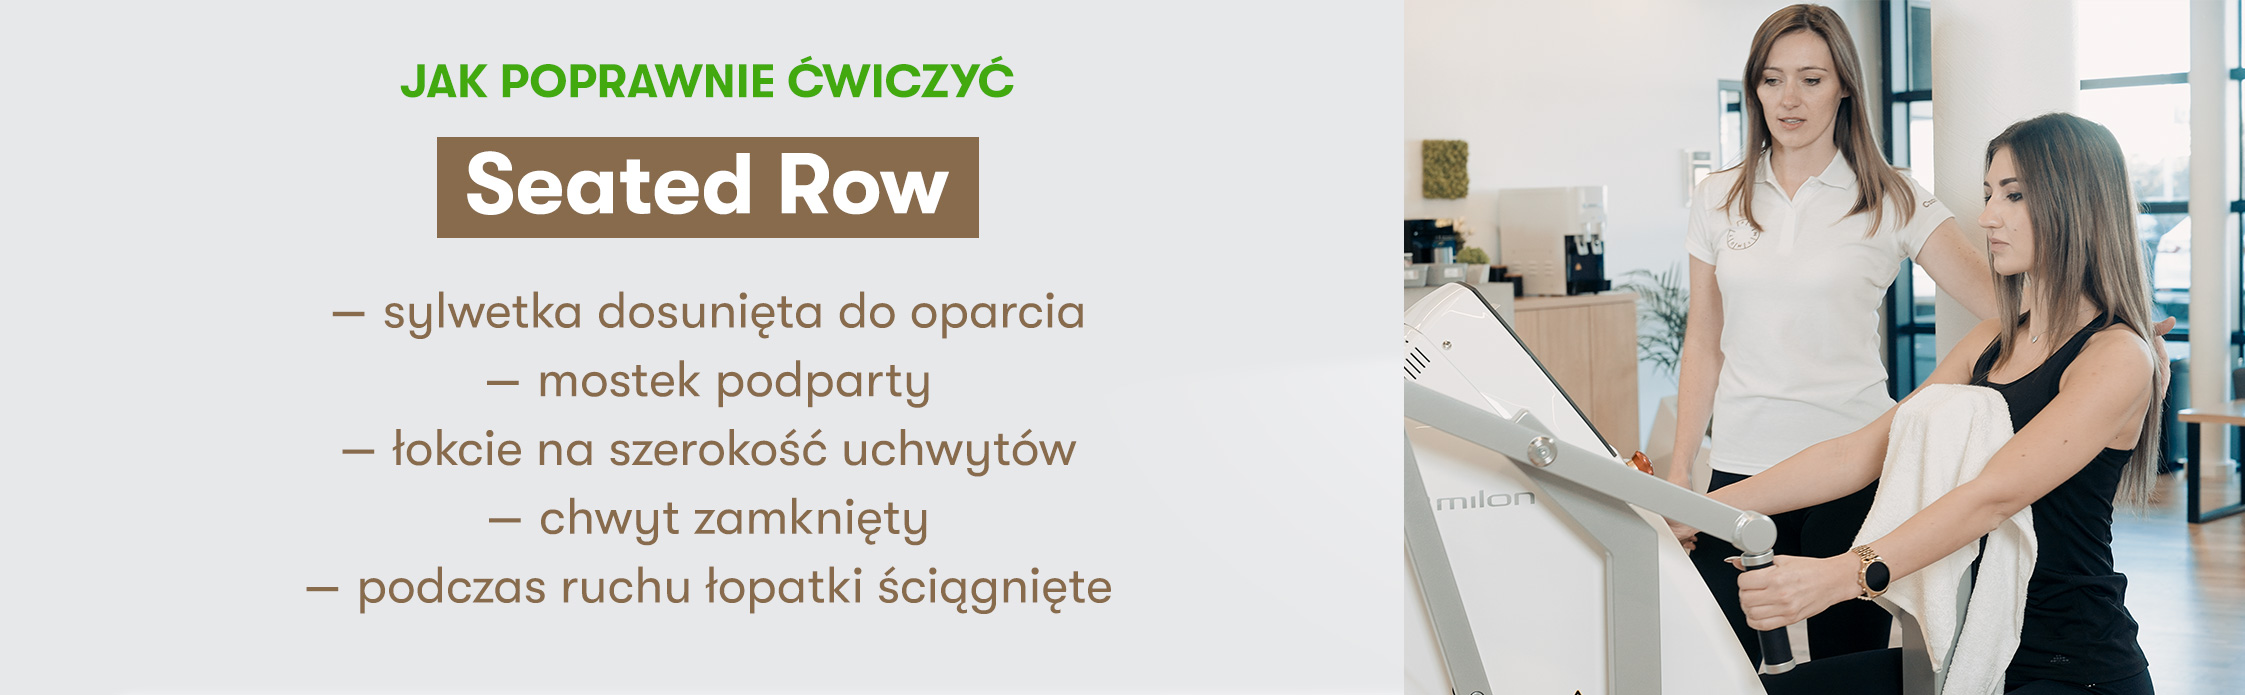 JAK POPRAWNIE ĆWICZYĆ
Seated Row
— sylwetka dosunięta do oparcia
— mostek podparty
— łokcie na szerokość uchwytów
— chwyt zamknięty
— podczas ruchu łopatki ściągnięte
milon